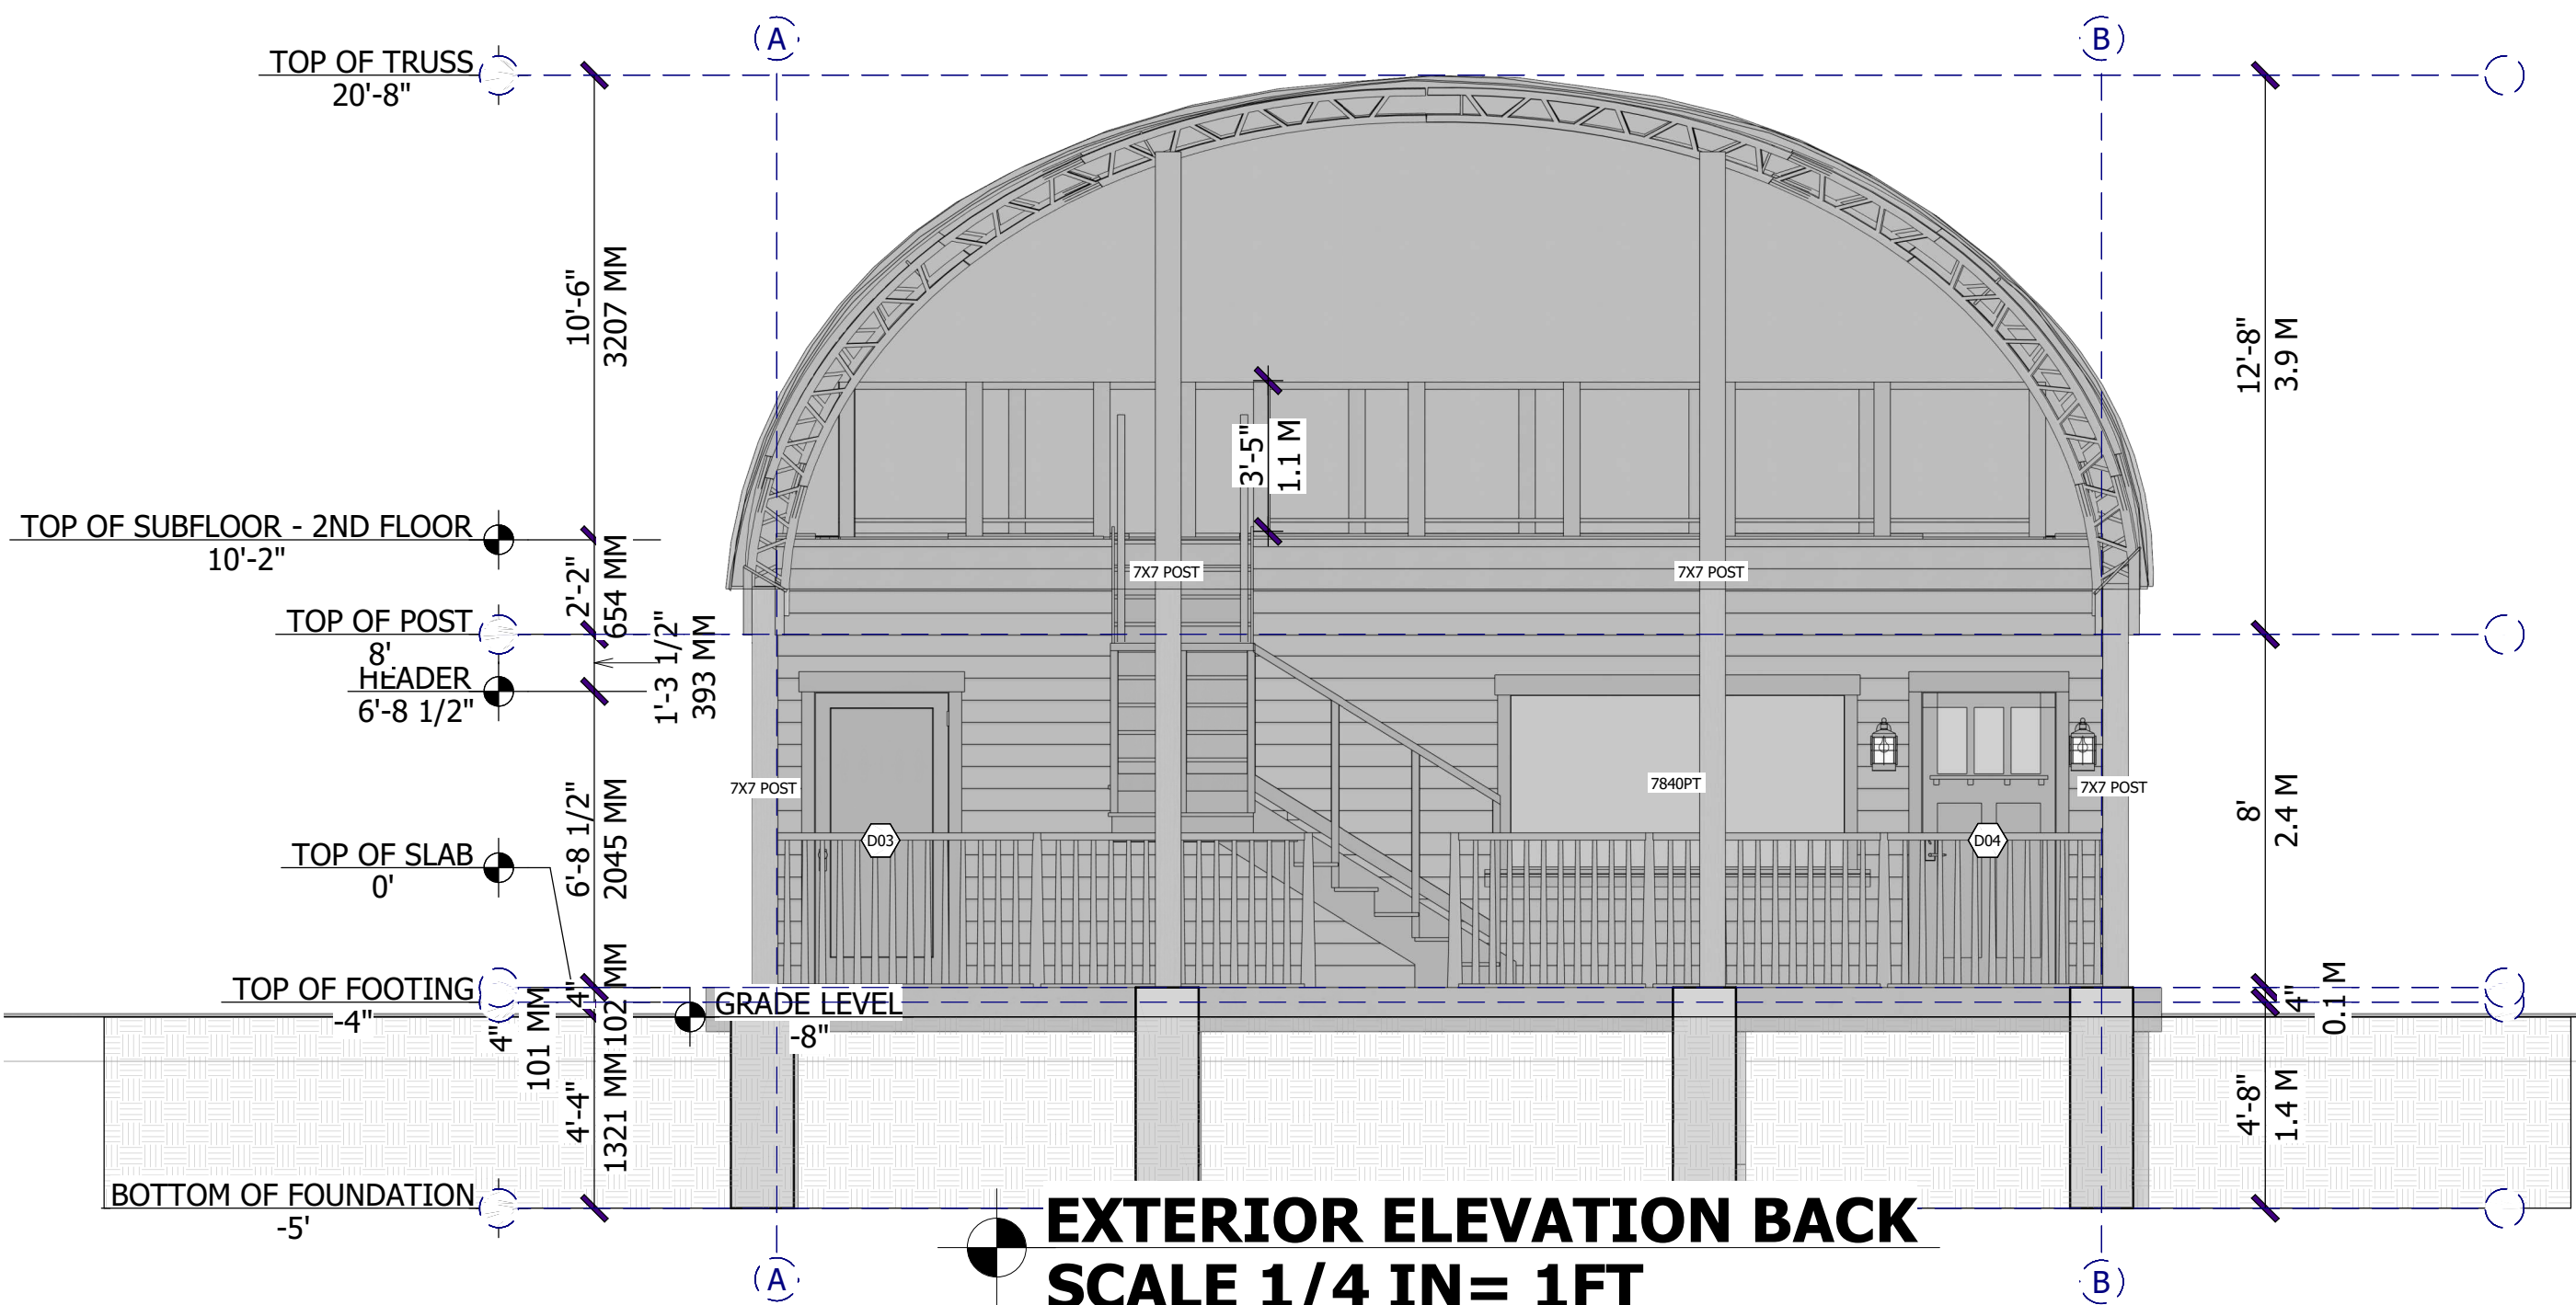 A
B
TOP OF TRUSS
20'-8"
10'-6"
3207 MM
12'-8"
3.9 M
3'-5"
1.1 M
TOP OF SUBFLOOR - 2ND FLOOR
10'-2"
2'-2"
654 MM
7X7 POST
7X7 POST
TOP OF POST
8'
HEADER
6'-8 1/2"
1'-3 1/2"
393 MM
7X7 POST
7840PT
7X7 POST
6'-8 1/2"
2045 MM
8'
2.4 M
D03
D04
TOP OF SLAB
0'
TOP OF FOOTING
-4"
4"
101 MM
4"
102 MM
GRADE LEVEL
-8"
4"
0.1 M
4'-4"
1321 MM
4'-8"
1.4 M
BOTTOM OF FOUNDATION
-5'
EXTERIOR ELEVATION BACK
SCALE 1/4 IN= 1FT
A
B